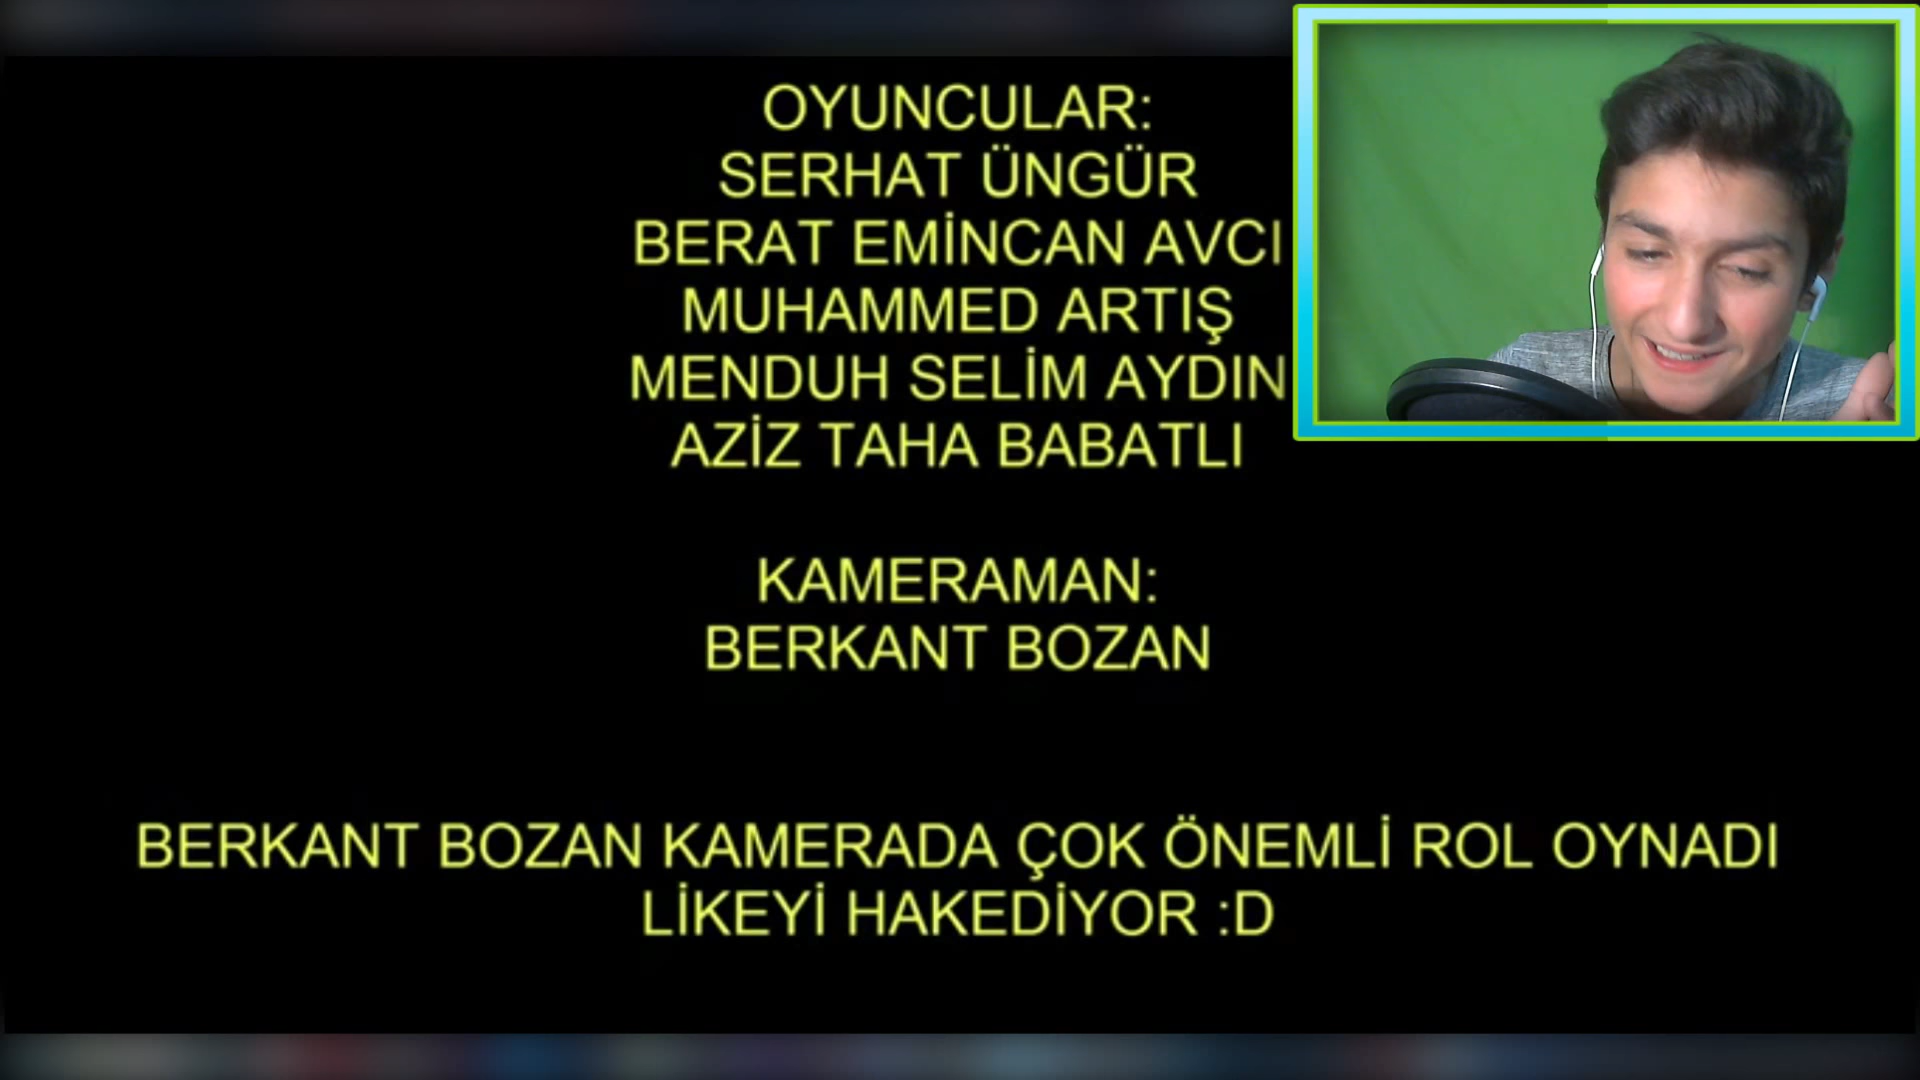 OYUNCULAR:
SERHAT ÜNGÜR
BERAT EMİNCAN AVCI
MUHAMMED ARTIŞ
MENDUH SELİM AYDIN
AZİZ TAHA BABATLI
KAMERAMAN:
BERKANT BOZAN
BERKANT BOZAN KAMERADA ÇOK ÖNEMLİ ROL OYNADI
LİKEYİ HAKEDİYOR :D